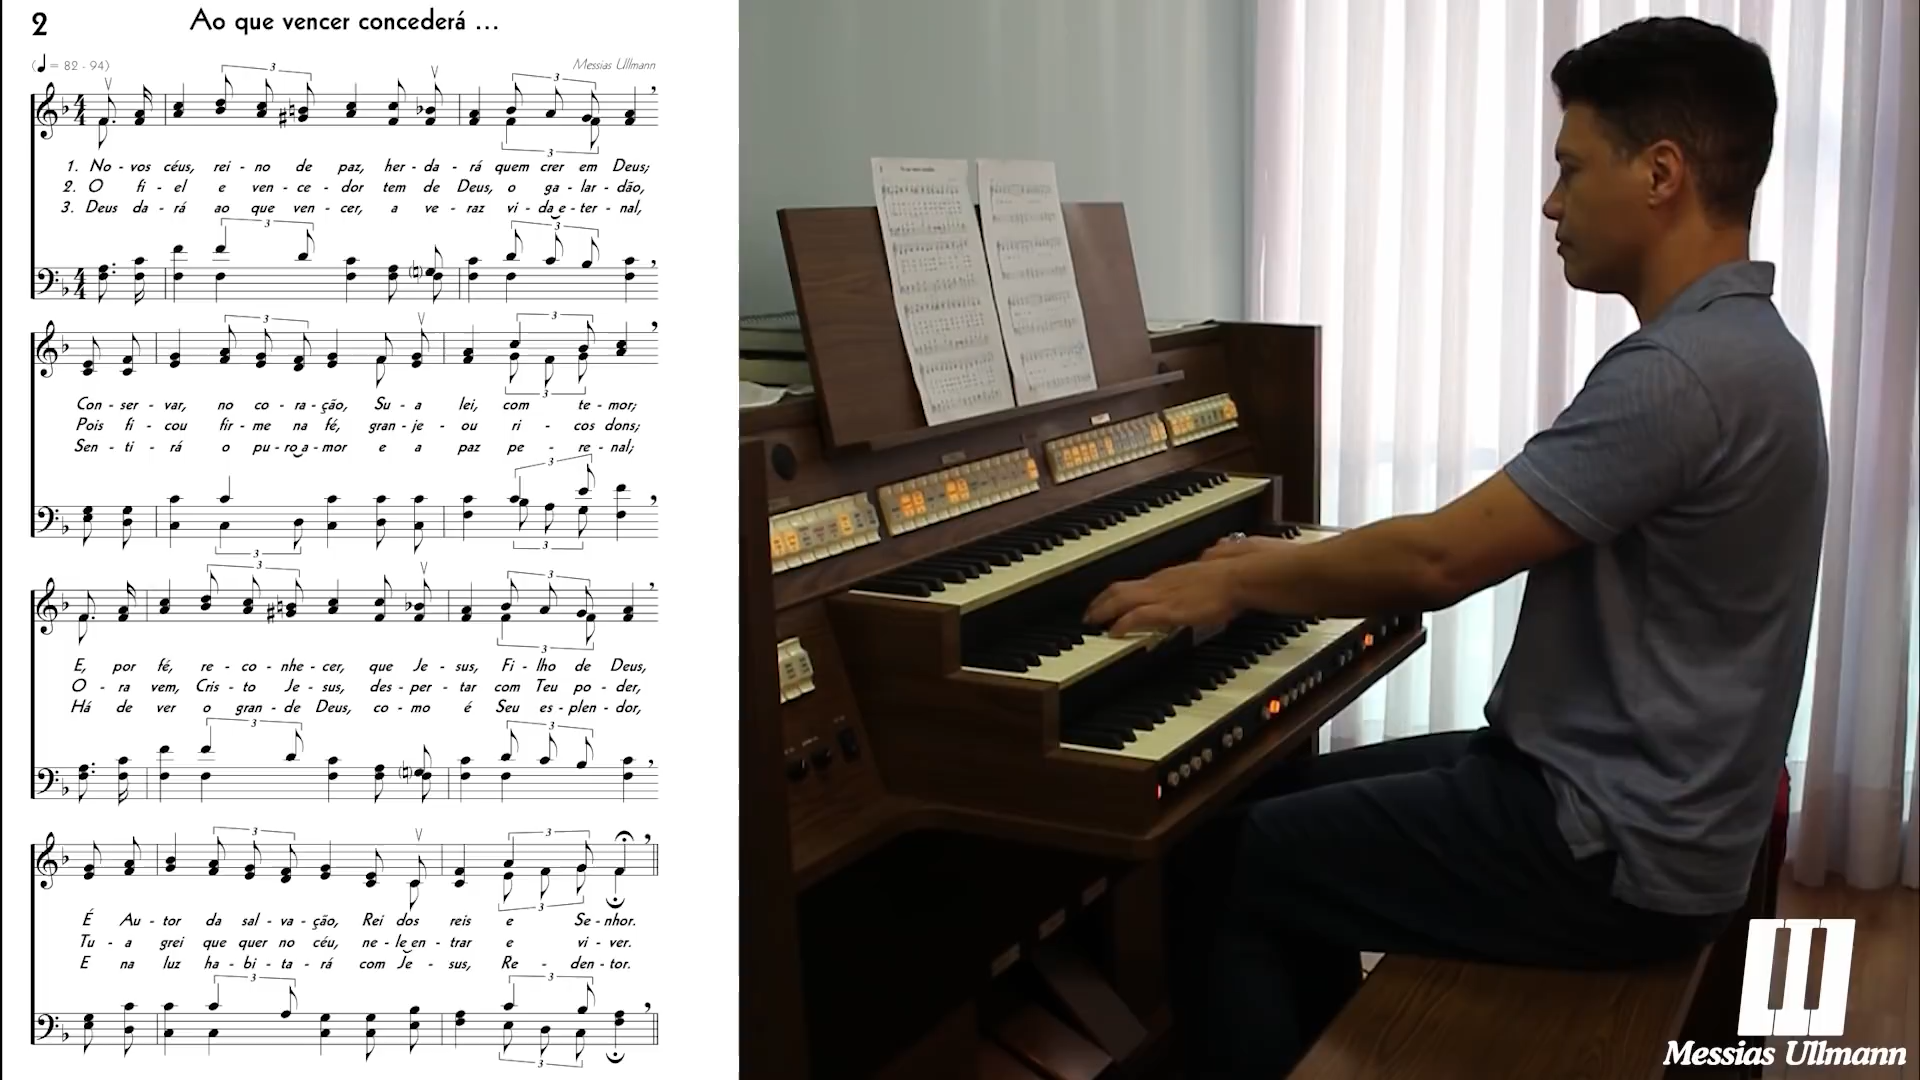 2
Ao que vencer concederá ...
(♩ = 82 - 94)
Messias Ullmann
1. No - vos céus, rei - no de paz, her - da - rá quem crer em Deus;
2. O fi - el e ven - ce - dor tem de Deus, o ga - lar - dão,
3. Deus da - rá ao que ven - cer, a ve - raz vi - da e - ter - nal,
Con - ser - var, no co - ra - ção, Su - a lei, com te - mor;
Pois fi - cou fir - me na fé, gran - je - ou ri - cos dons;
Sen - ti - rá o pu - ro a - mor e a paz pe - re - nal;
E, por fé, re - co - nhe - cer, que Je - sus, Fi - lho de Deus,
O - ra vem, Cris - to Je - sus, des - per - tar com Teu po - der,
Há de ver o gran - de Deus, co - mo é Seu es - plen - dor,
É Au - tor da sal - va - ção, Rei dos reis e Se - nhor.
Tu - a grei que quer no céu, ne - le en - trar e vi - ver.
E na luz ha - bi - ta - rá com Je - sus, Re - den - tor.
Messias Ullmann